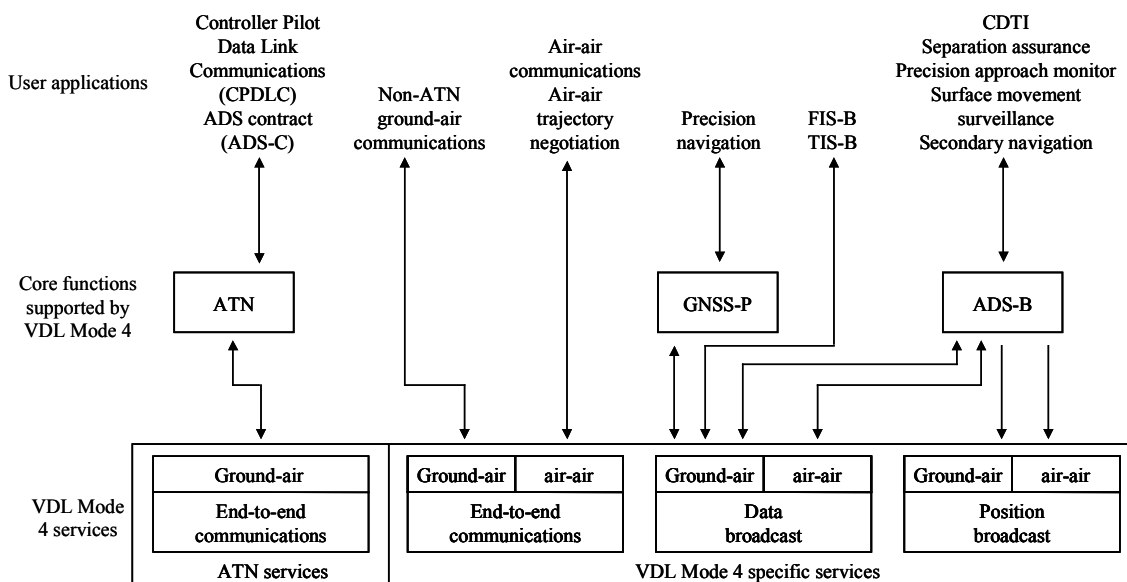 User applications
Controller Pilot
Data Link
Communications
(CPDLC)
ADS contract
(ADS-C)
Non-ATN
ground-air
communications
Air-air
communications
Air-air
trajectory
negotiation
Precision
navigation
FIS-B
TIS-B
CDTI
Separation assurance
Precision approach monitor
Surface movement
surveillance
Secondary navigation
Core functions
supported by
VDL Mode 4
ATN
GNSS-P
ADS-B
VDL Mode
4 services
Ground-air
End-to-end
communications
ATN services
Ground-air
air-air
End-to-end
communications
Ground-air
air-air
Data
broadcast
Ground-air
air-air
Position
broadcast
VDL Mode 4 specific services